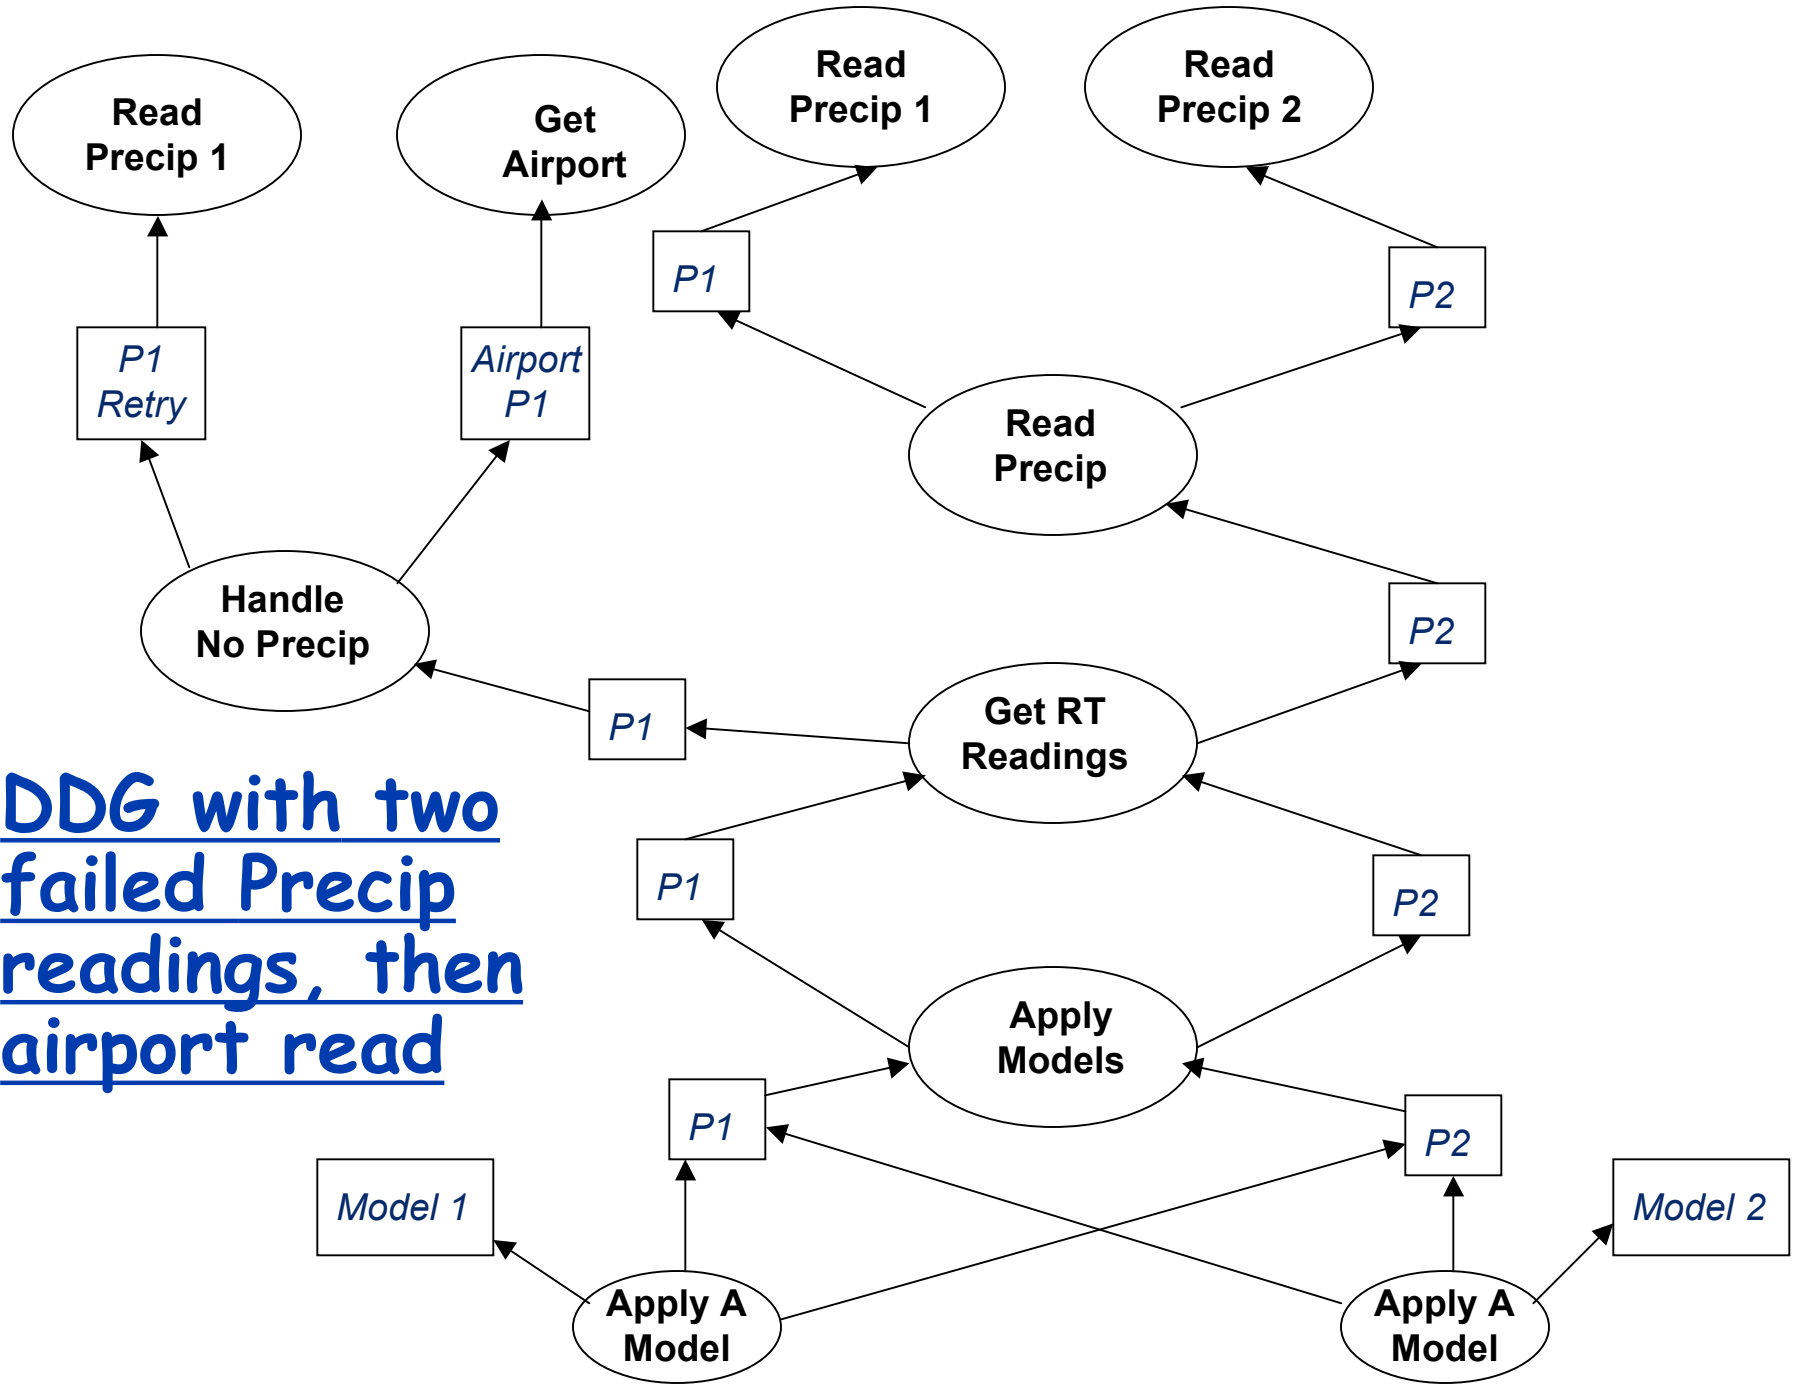 Read
Precip 1
Get
Airport
Read
Precip 1
Read
Precip 2
P1
P2
P1
Retry
Airport
P1
Read
Precip
Handle
No Precip
P2
P1
Get RT
Readings
DDG with two
failed Precip
readings, then
airport read
P1
P2
Apply
Models
P1
P2
Model 1
Model 2
Apply A
Model
Apply A
Model